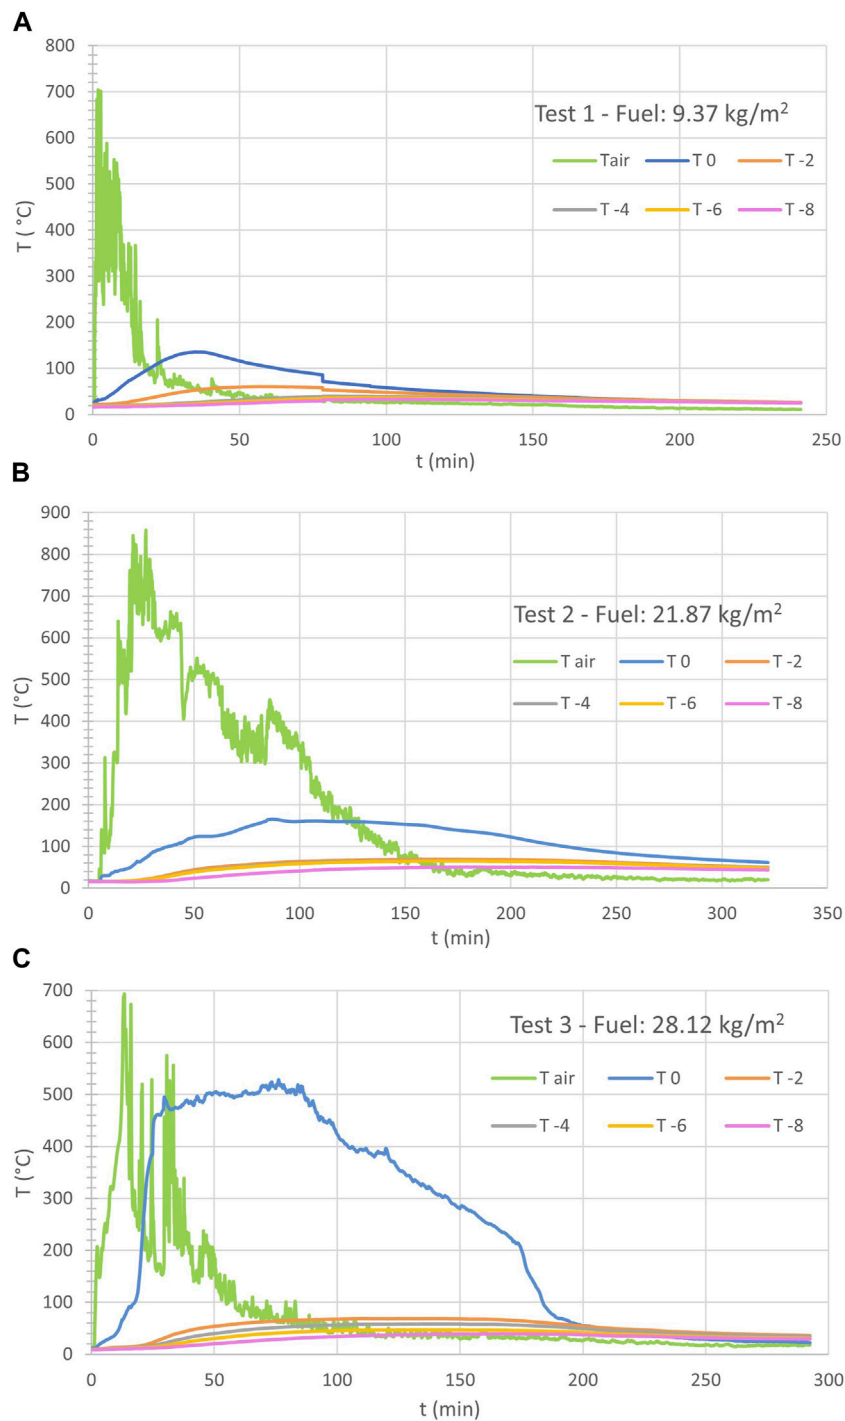 A
800
700
600
500
400
300
200
100
0
T ( °C)
Test 1 - Fuel: 9.37 kg/m²
Tair T 0 T -2
T -4 T -6 T -8
0 50 100 150 200 250
t (min)
B
900
800
700
600
500
400
300
200
100
0
T (°C)
Test 2 - Fuel: 21.87 kg/m²
T air T 0 T -2
T -4 T -6 T -8
0 50 100 150 200 250 300 350
t (min)
C
700
600
500
400
300
200
100
0
T (°C)
Test 3 - Fuel: 28.12 kg/m²
T air T 0 T -2
T -4 T -6 T -8
0 50 100 150 200 250 300
t (min)